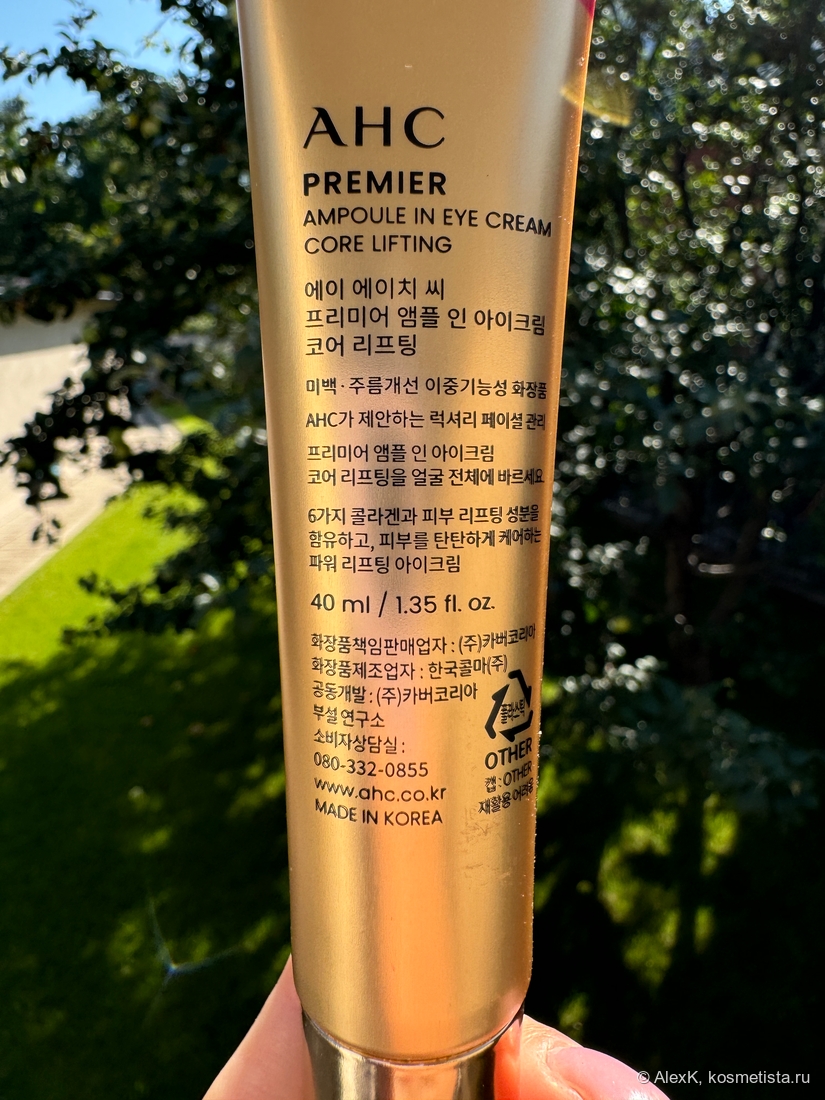 AHC
PREMIER
AMPOULE IN EYE CREAM
CORE LIFTING
에이 에이치 씨
프리미어 앰플 인 아이크림
코어 리프팅
미백·주름개선 이중기능성 화장품
AHC가 제안하는 럭셔리 페이셜 관리
프리미어 앰플 인 아이크림
코어 리프팅을 얼굴 전체에 바르세요.
6가지 콜라겐과 피부 리프팅 성분을
함유하고, 피부를 탄탄하게 케어하는
파워 리프팅 아이크림
40 ml / 1.35 fl. oz.
화장품책임판매업자 : (주)카버코리아
화장품제조업자 : 한국콜마(주)
공동개발 : (주)카버코리아
부설 연구소
소비자상담실 :
080-332-0855
www.ahc.co.kr
MADE IN KOREA
플라스틱
OTHER
캡 : OTHER
재활용 어려움
© AlexK, kosmetista.ru